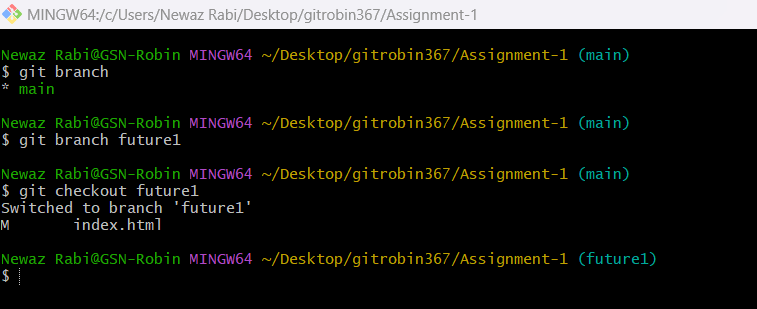 MINGW64:/c/Users/Newaz Rabi/Desktop/gitrobin367/Assignment-1
Newaz Rabi@GSN-Robin MINGW64 ~/Desktop/gitrobin367/Assignment-1 (main)
$ git branch
* main
Newaz Rabi@GSN-Robin MINGW64 ~/Desktop/gitrobin367/Assignment-1 (main)
$ git branch future1
Newaz Rabi@GSN-Robin MINGW64 ~/Desktop/gitrobin367/Assignment-1 (main)
$ git checkout future1
Switched to branch 'future1'
M       index.html
Newaz Rabi@GSN-Robin MINGW64 ~/Desktop/gitrobin367/Assignment-1 (future1)
$